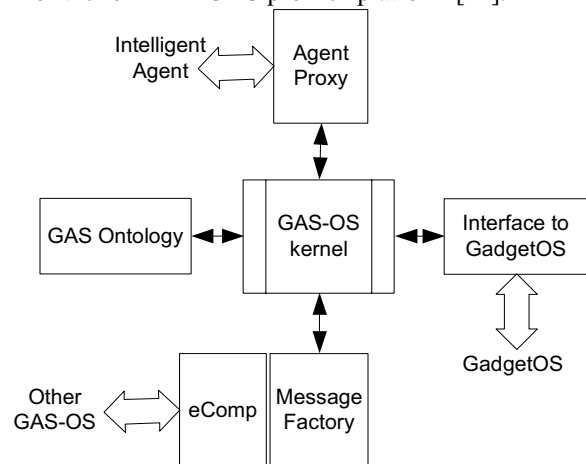 Intelligent
Agent
Agent
Proxy
GAS Ontology
GAS-OS
kernel
Interface to
GadgetOS
GadgetOS
Other
GAS-OS
eComp
Message
Factory